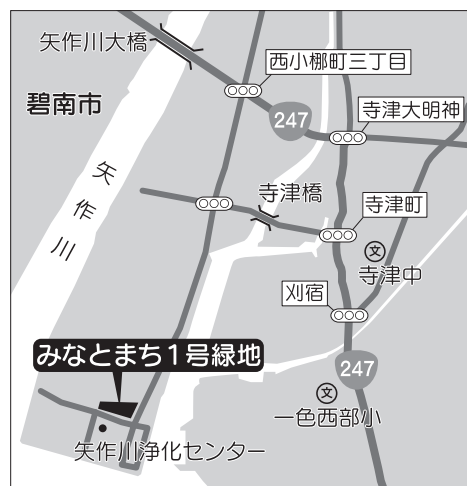 矢作川大橋
西小梛町三丁目
碧南市
247
寺津大明神
矢作川
寺津橋
寺津町
文
寺津中
刈宿
みなとまち1号緑地
247
文
一色西部小
矢作川浄化センター